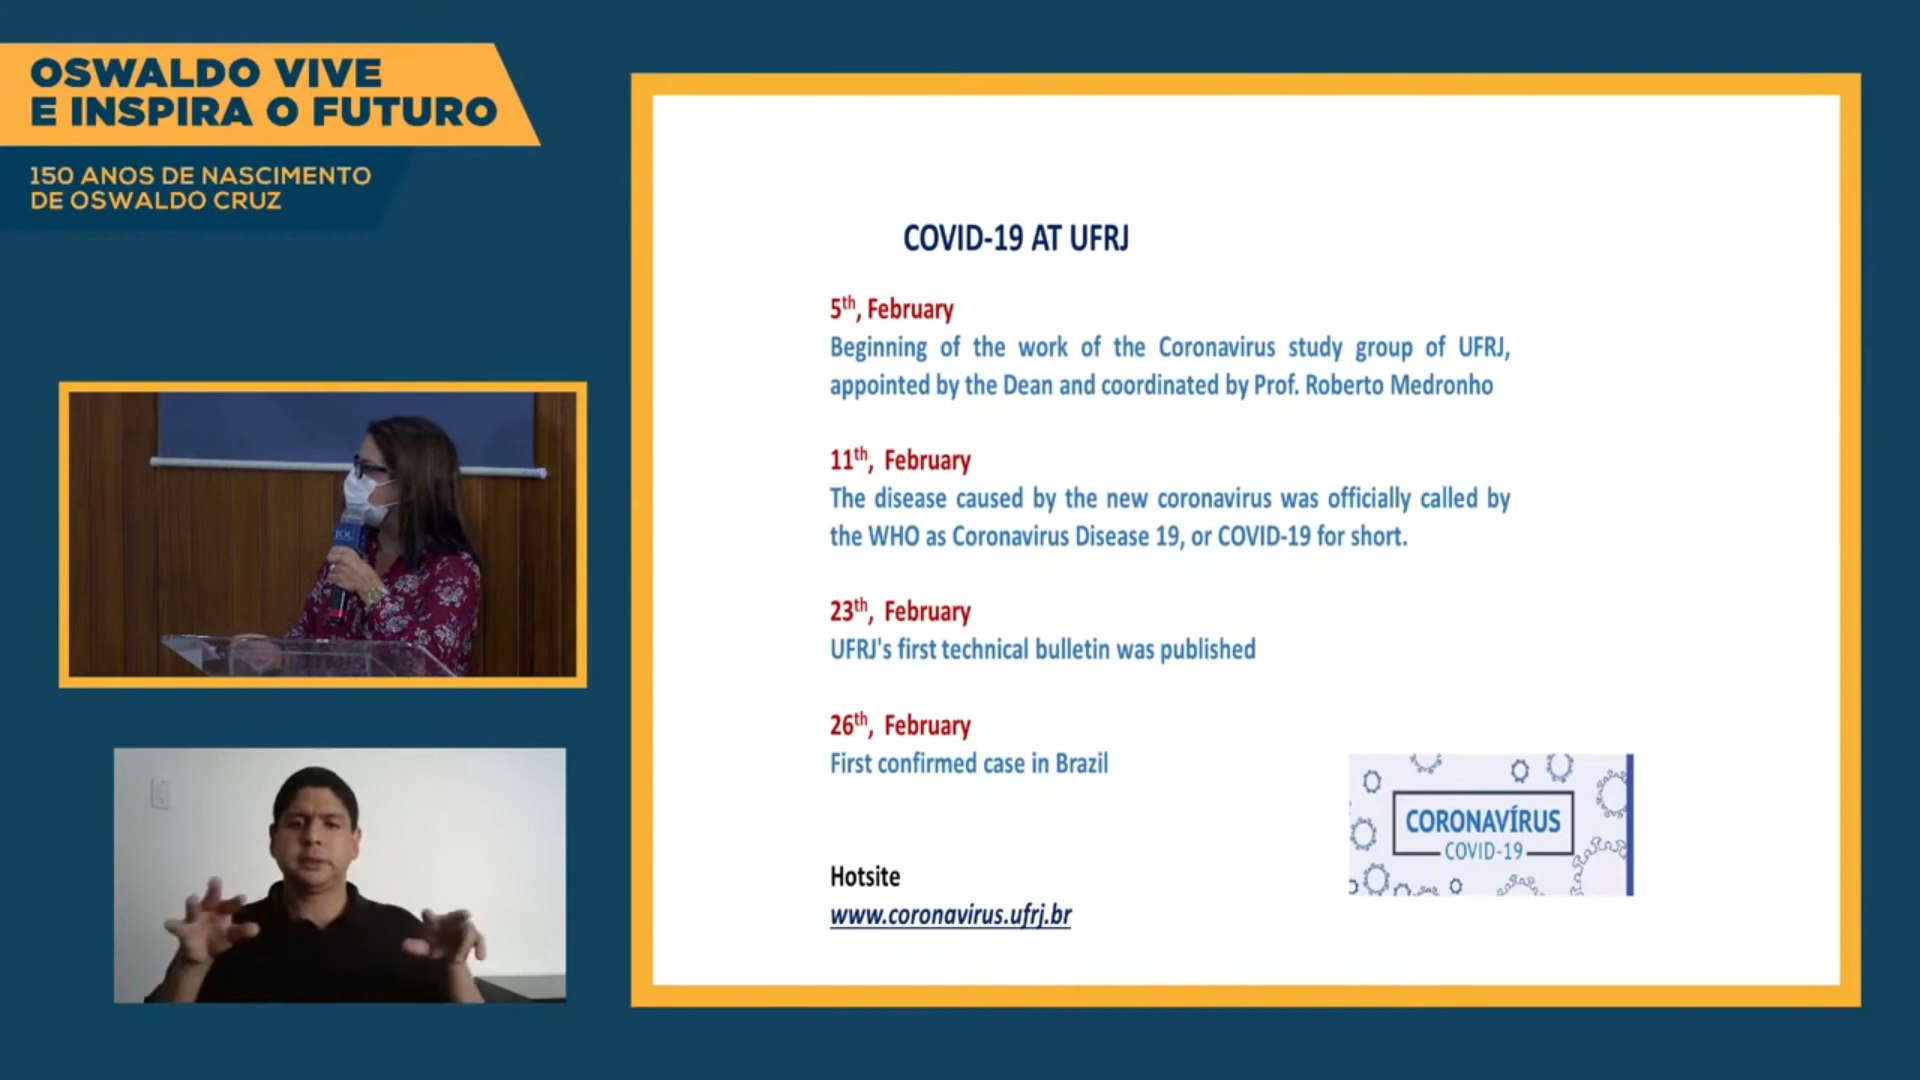 OSWALDO VIVE
E INSPIRA O FUTURO
150 ANOS DE NASCIMENTO
DE OSWALDO CRUZ
IOC
COVID-19 AT UFRJ
5th, February
Beginning of the work of the Coronavirus study group of UFRJ,
appointed by the Dean and coordinated by Prof. Roberto Medronho
11th, February
The disease caused by the new coronavirus was officially called by
the WHO as Coronavirus Disease 19, or COVID-19 for short.
23th, February
UFRJ's first technical bulletin was published
26th, February
First confirmed case in Brazil
Hotsite
www.coronavirus.ufrj.br
CORONAVÍRUS
COVID-19